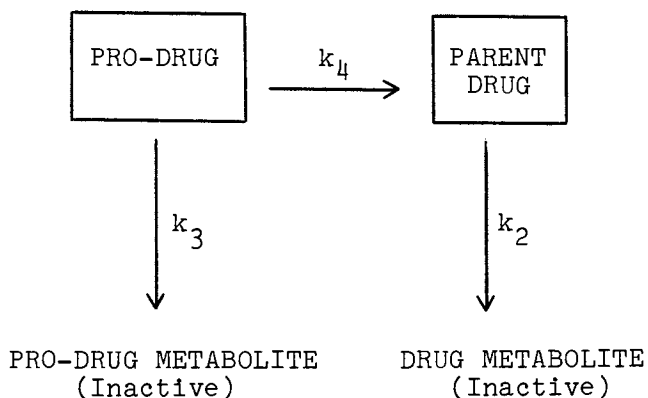 PRO-DRUG
k4
PARENT
DRUG
k3
k2
PRO-DRUG METABOLITE
(Inactive)
DRUG METABOLITE
(Inactive)